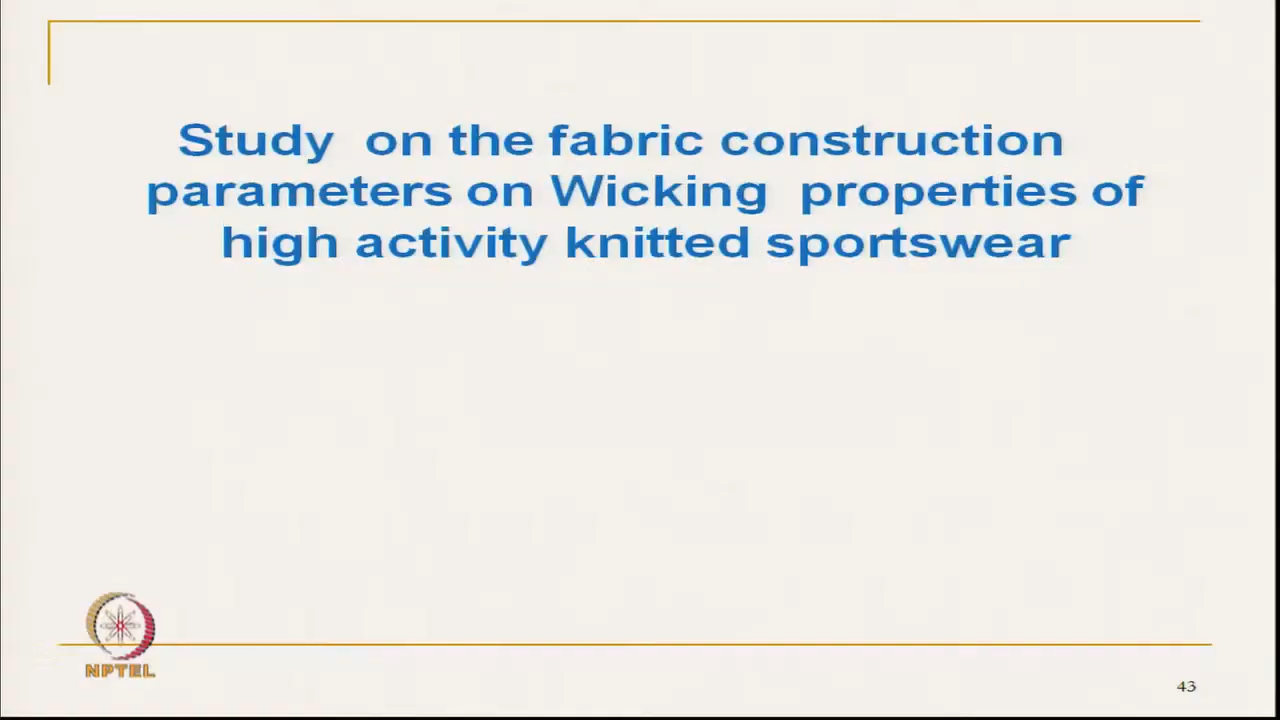 Study on the fabric construction
parameters on Wicking properties of
high activity knitted sportswear
NPTEL
43